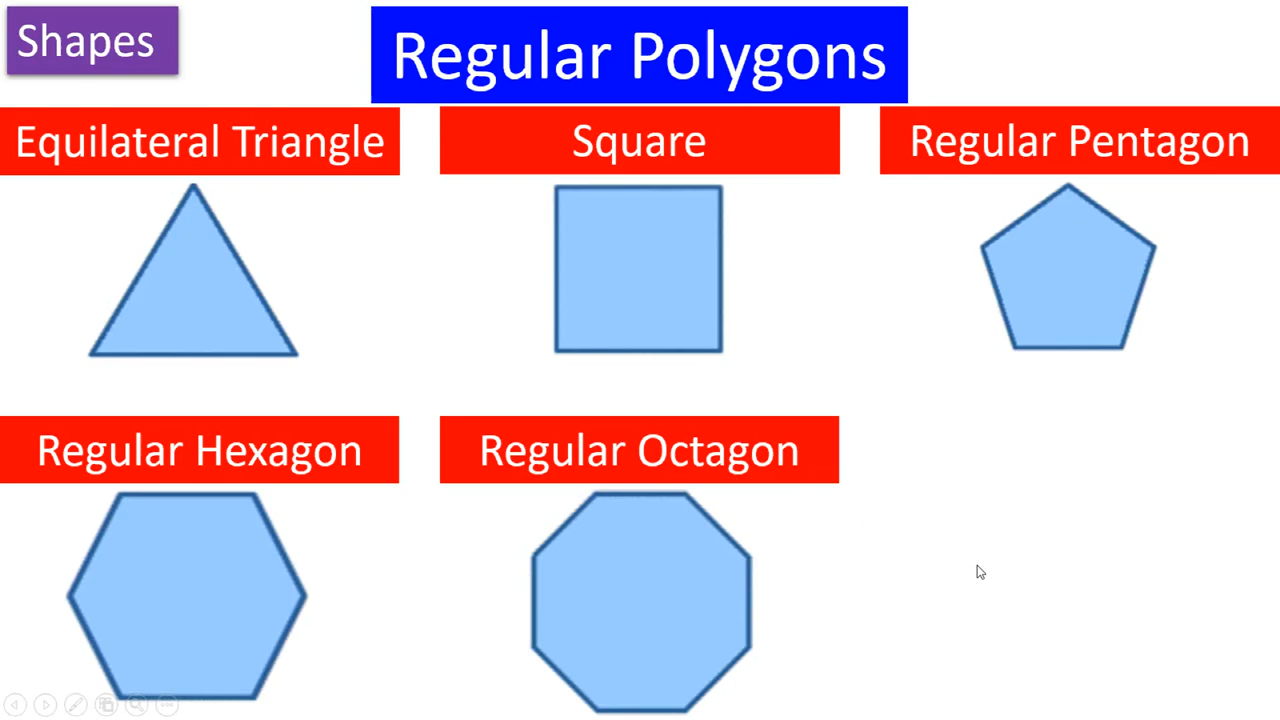 Shapes
Regular Polygons
Equilateral Triangle
Square
Regular Pentagon
Regular Hexagon
Regular Octagon